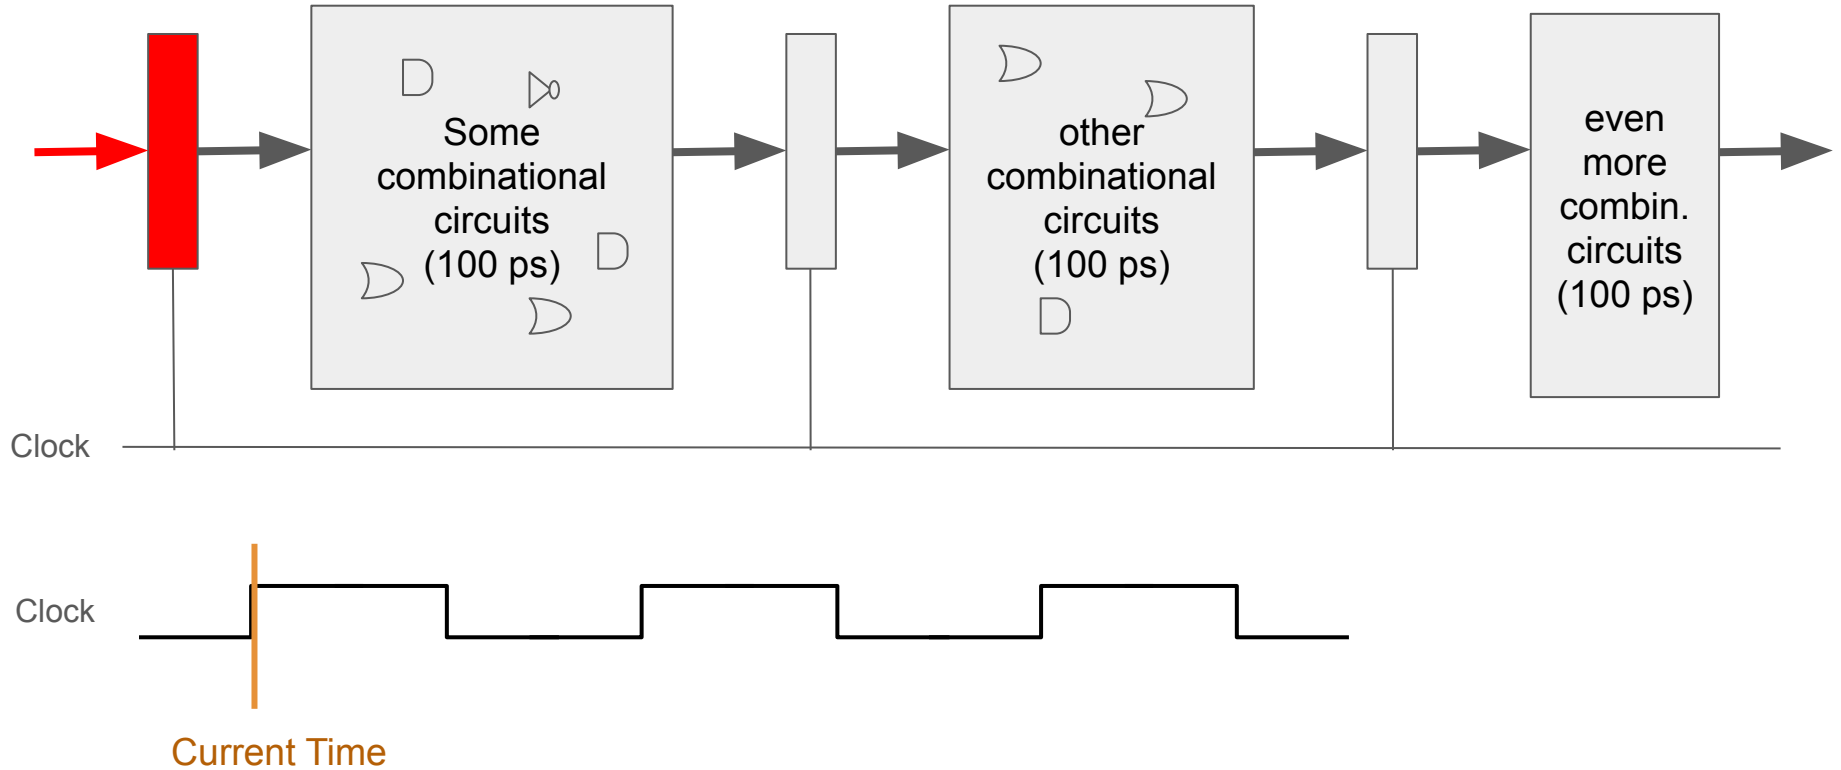 Some
combinational
circuits
(100 ps)
other
combinational
circuits
(100 ps)
even
more
combin.
circuits
(100 ps)
Clock
Clock
Current Time